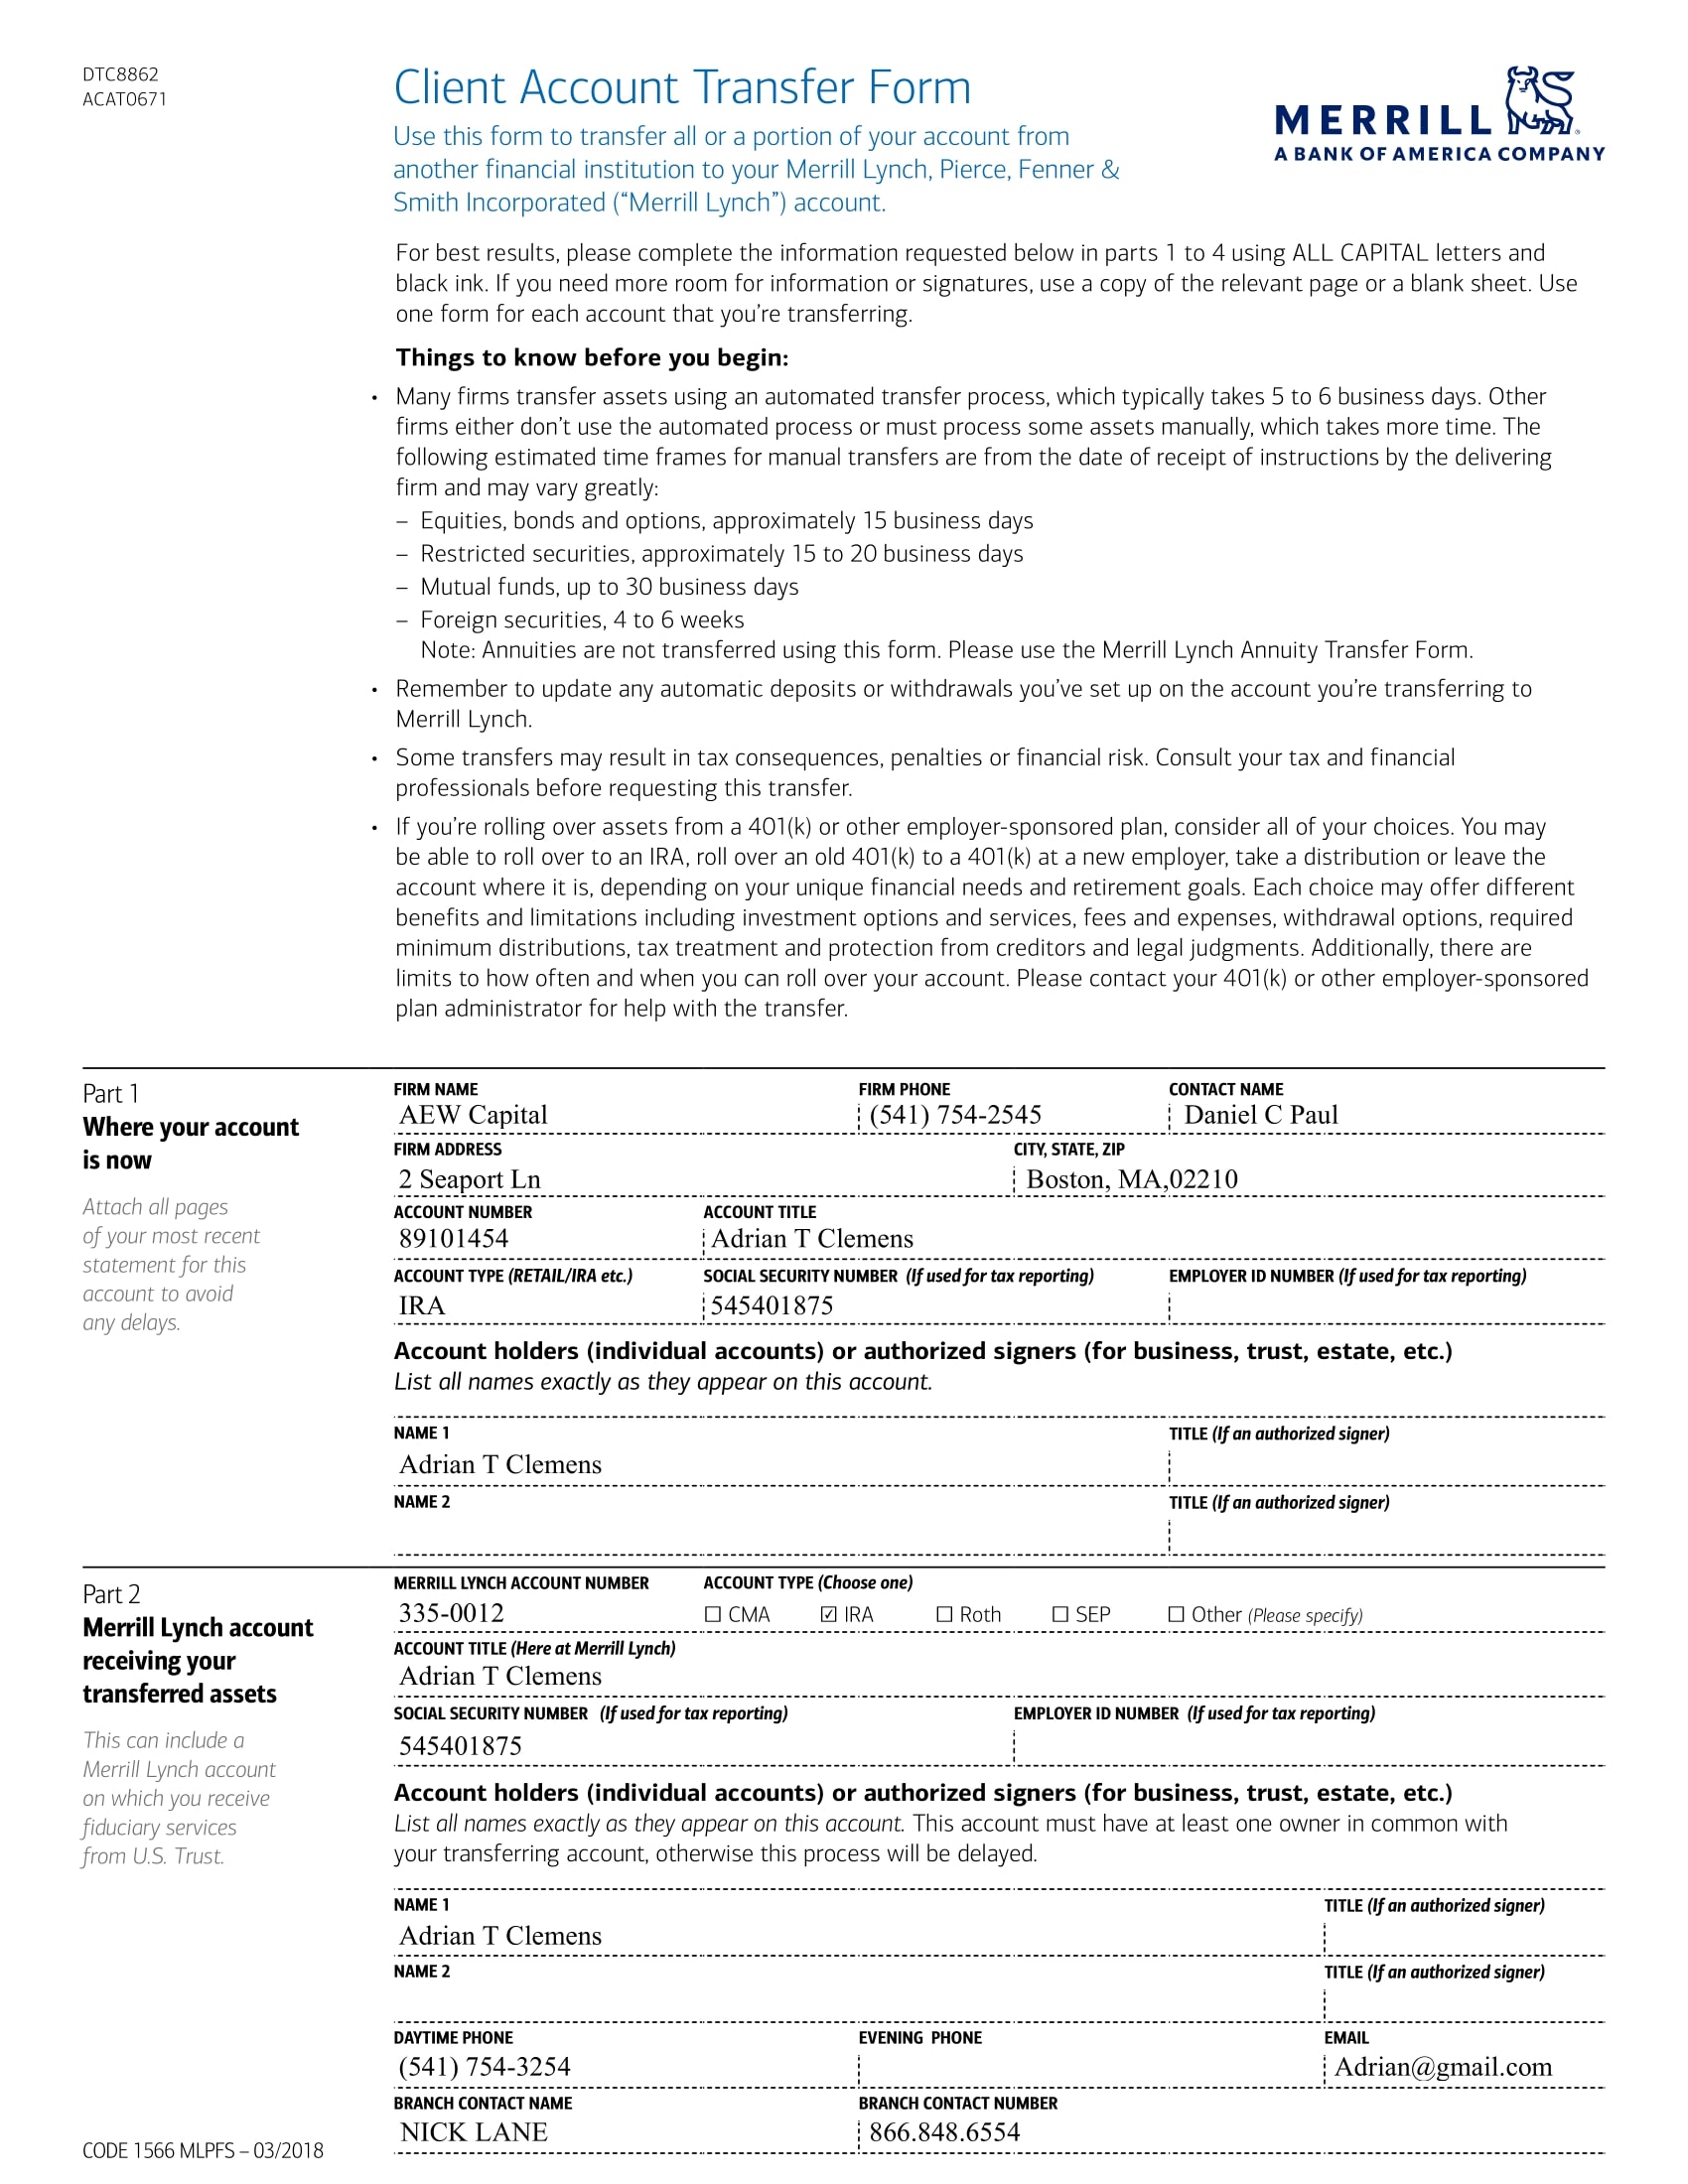 DTC8862
ACAT0671
Client Account Transfer Form
Use this form to transfer all or a portion of your account from
another financial institution to your Merrill Lynch, Pierce, Fenner &
Smith Incorporated (“Merrill Lynch”) account.
MERRILL
A BANK OF AMERICA COMPANY
For best results, please complete the information requested below in parts 1 to 4 using ALL CAPITAL letters and
black ink. If you need more room for information or signatures, use a copy of the relevant page or a blank sheet. Use
one form for each account that you’re transferring.
Things to know before you begin:
• Many firms transfer assets using an automated transfer process, which typically takes 5 to 6 business days. Other
firms either don’t use the automated process or must process some assets manually, which takes more time. The
following estimated time frames for manual transfers are from the date of receipt of instructions by the delivering
firm and may vary greatly:
– Equities, bonds and options, approximately 15 business days
– Restricted securities, approximately 15 to 20 business days
– Mutual funds, up to 30 business days
– Foreign securities, 4 to 6 weeks
Note: Annuities are not transferred using this form. Please use the Merrill Lynch Annuity Transfer Form.
• Remember to update any automatic deposits or withdrawals you’ve set up on the account you’re transferring to
Merrill Lynch.
• Some transfers may result in tax consequences, penalties or financial risk. Consult your tax and financial
professionals before requesting this transfer.
• If you’re rolling over assets from a 401(k) or other employer-sponsored plan, consider all of your choices. You may
be able to roll over to an IRA, roll over an old 401(k) to a 401(k) at a new employer, take a distribution or leave the
account where it is, depending on your unique financial needs and retirement goals. Each choice may offer different
benefits and limitations including investment options and services, fees and expenses, withdrawal options, required
minimum distributions, tax treatment and protection from creditors and legal judgments. Additionally, there are
limits to how often and when you can roll over your account. Please contact your 401(k) or other employer-sponsored
plan administrator for help with the transfer.
Part 1
Where your account
is now
Attach all pages
of your most recent
statement for this
account to avoid
any delays.
FIRM NAME FIRM PHONE CONTACT NAME
AEW Capital (541) 754-2545 Daniel C Paul
FIRM ADDRESS CITY, STATE, ZIP
2 Seaport Ln Boston, MA,02210
ACCOUNT NUMBER ACCOUNT TITLE
89101454 Adrian T Clemens
ACCOUNT TYPE (RETAIL/IRA etc.) SOCIAL SECURITY NUMBER (If used for tax reporting) EMPLOYER ID NUMBER (If used for tax reporting)
IRA 545401875
Account holders (individual accounts) or authorized signers (for business, trust, estate, etc.)
List all names exactly as they appear on this account.
NAME 1 TITLE (If an authorized signer)
Adrian T Clemens
NAME 2 TITLE (If an authorized signer)
Part 2
Merrill Lynch account
receiving your
transferred assets
This can include a
Merrill Lynch account
on which you receive
fiduciary services
from U.S. Trust.
MERRILL LYNCH ACCOUNT NUMBER ACCOUNT TYPE (Choose one)
335-0012 ☐ CMA ☑ IRA ☐ Roth ☐ SEP ☐ Other (Please specify)
ACCOUNT TITLE (Here at Merrill Lynch)
Adrian T Clemens
SOCIAL SECURITY NUMBER (If used for tax reporting) EMPLOYER ID NUMBER (If used for tax reporting)
545401875
Account holders (individual accounts) or authorized signers (for business, trust, estate, etc.)
List all names exactly as they appear on this account. This account must have at least one owner in common with
your transferring account, otherwise this process will be delayed.
NAME 1 TITLE (If an authorized signer)
Adrian T Clemens
NAME 2 TITLE (If an authorized signer)
DAYTIME PHONE EVENING PHONE EMAIL
(541) 754-3254 Adrian@gmail.com
BRANCH CONTACT NAME BRANCH CONTACT NUMBER
NICK LANE 866.848.6554
CODE 1566 MLPFS – 03/2018